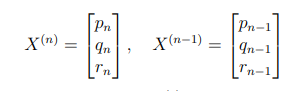 X^{(n)} = \begin{bmatrix} p_n \\ q_n \\ r_n \end{bmatrix}, \quad X^{(n-1)} = \begin{bmatrix} p_{n-1} \\ q_{n-1} \\ r_{n-1} \end{bmatrix}